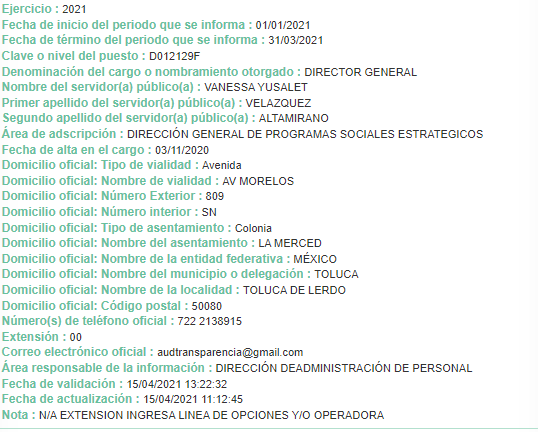 Ejercicio : 2021
Fecha de inicio del periodo que se informa : 01/01/2021
Fecha de término del periodo que se informa : 31/03/2021
Clave o nivel del puesto : D012129F
Denominación del cargo o nombramiento otorgado : DIRECTOR GENERAL
Nombre del servidor(a) público(a) : VANESSA YUSALET
Primer apellido del servidor(a) público(a) : VELAZQUEZ
Segundo apellido del servidor(a) público(a) : ALTAMIRANO
Área de adscripción : DIRECCIÓN GENERAL DE PROGRAMAS SOCIALES ESTRATEGICOS
Fecha de alta en el cargo : 03/11/2020
Domicilio oficial: Tipo de vialidad : Avenida
Domicilio oficial: Nombre de vialidad : AV MORELOS
Domicilio oficial: Número Exterior : 809
Domicilio oficial: Número interior : SN
Domicilio oficial: Tipo de asentamiento : Colonia
Domicilio oficial: Nombre del asentamiento : LA MERCED
Domicilio oficial: Nombre de la entidad federativa : MÉXICO
Domicilio oficial: Nombre del municipio o delegación : TOLUCA
Domicilio oficial: Nombre de la localidad : TOLUCA DE LERDO
Domicilio oficial: Código postal : 50080
Número(s) de teléfono oficial : 722 2138915
Extensión : 00
Correo electrónico oficial : audtransparencia@gmail.com
Área responsable de la información : DIRECCIÓN DEADMINISTRACIÓN DE PERSONAL
Fecha de validación : 15/04/2021 13:22:32
Fecha de actualización : 15/04/2021 11:12:45
Nota : N/A EXTENSION INGRESA LINEA DE OPCIONES Y/O OPERADORA